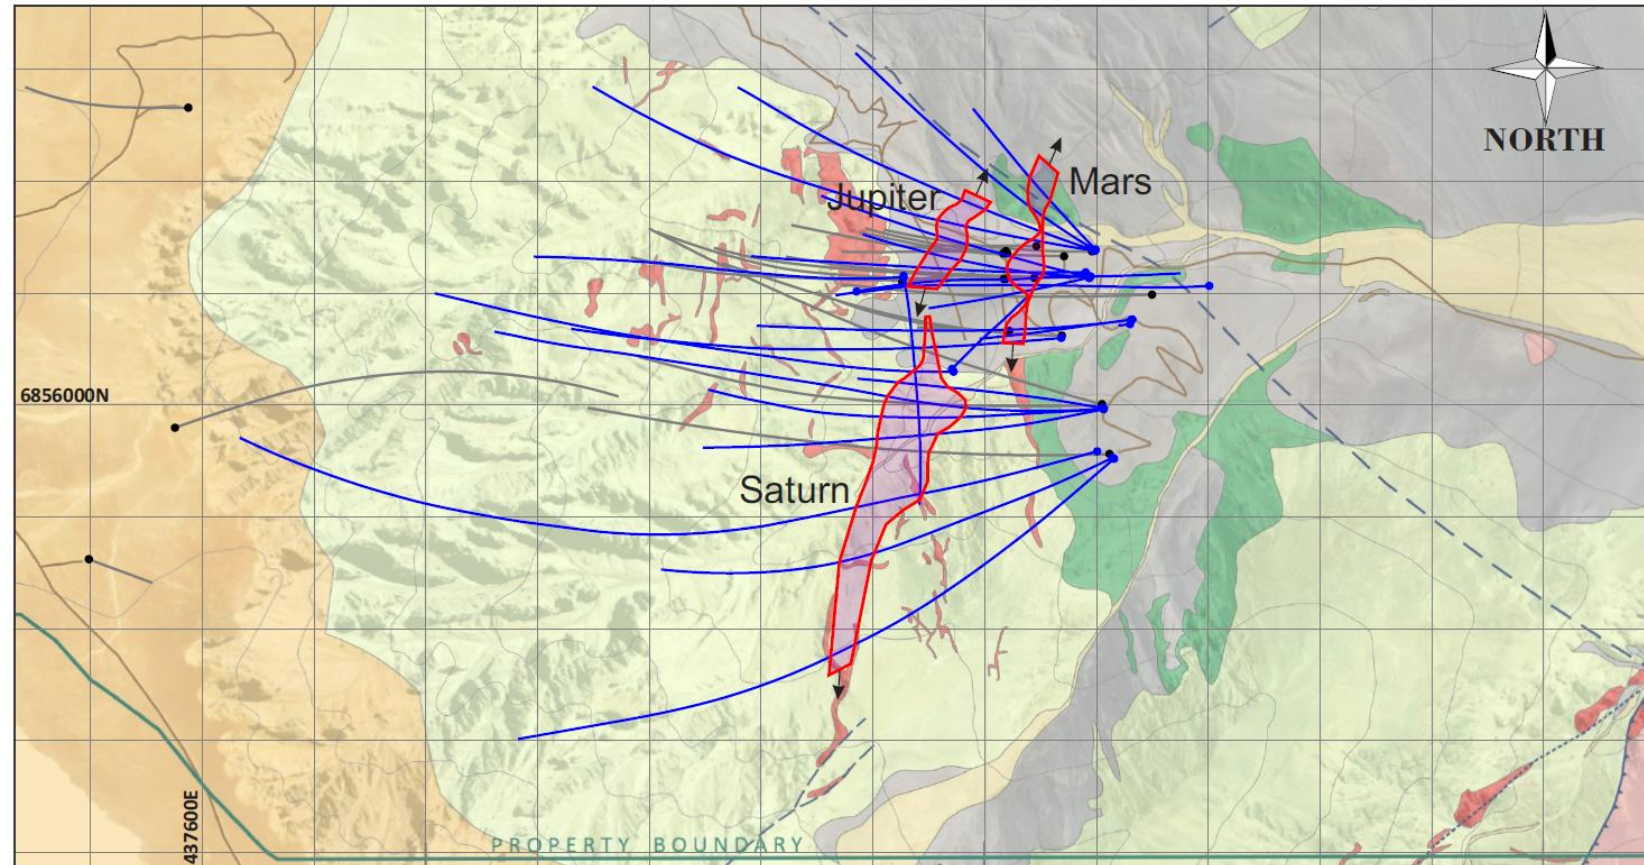 NORTH
Mars
Jupiter
6856000N
Saturn
437600E
PROPERTY BOUNDARY